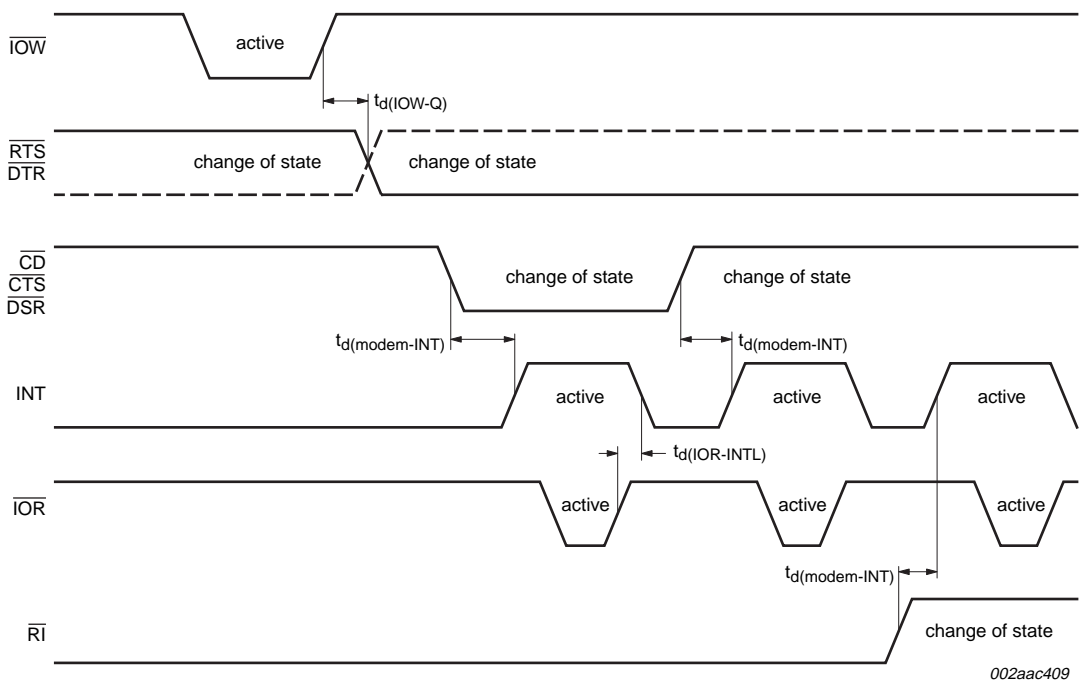 IOW
active
td(IOW-Q)
RTS
DTR
change of state change of state
CD
CTS
DSR
change of state change of state
td(modem-INT) td(modem-INT)
INT
active active active
td(IOR-INTL)
IOR
active active active
td(modem-INT)
RI
change of state
002aac409